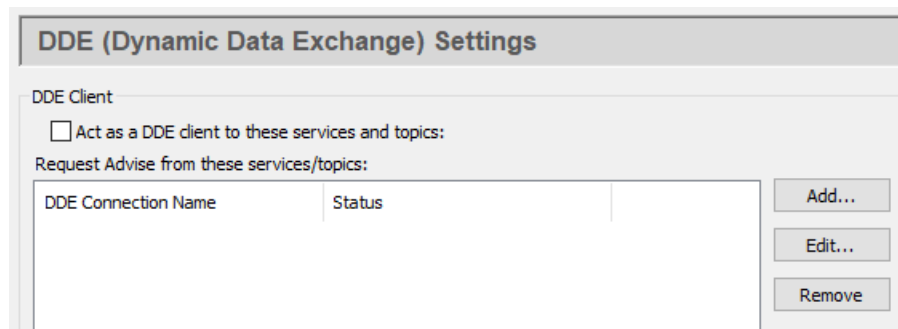 DDE (Dynamic Data Exchange) Settings
DDE Client
Act as a DDE client to these services and topics:
Request Advise from these services/topics:
DDE Connection Name Status
Add...
Edit...
Remove